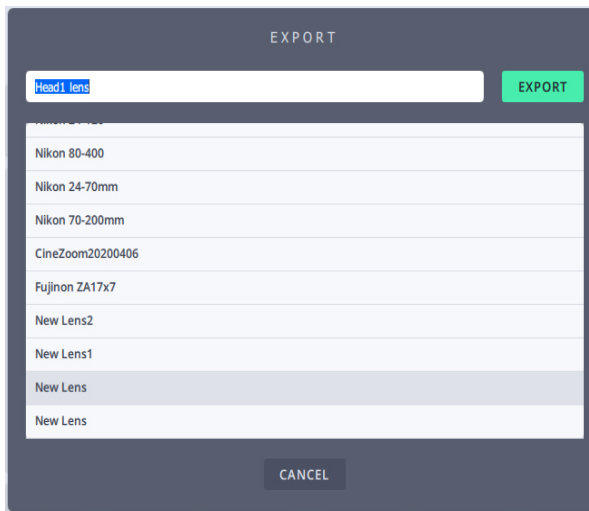 EXPORT
Head1 lens
EXPORT
Nikon 80-400
Nikon 24-70mm
Nikon 70-200mm
CineZoom20200406
Fujinon ZA17x7
New Lens2
New Lens1
New Lens
New Lens
CANCEL